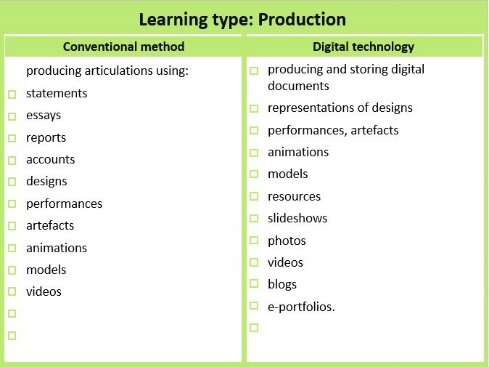 Learning type: Production
Conventional method
producing articulations using:
statements
essays
reports
accounts
designs
performances
artefacts
animations
models
videos
Digital technology
producing and storing digital
documents
representations of designs
performances, artefacts
animations
models
resources
slideshows
photos
videos
blogs
e-portfolios.